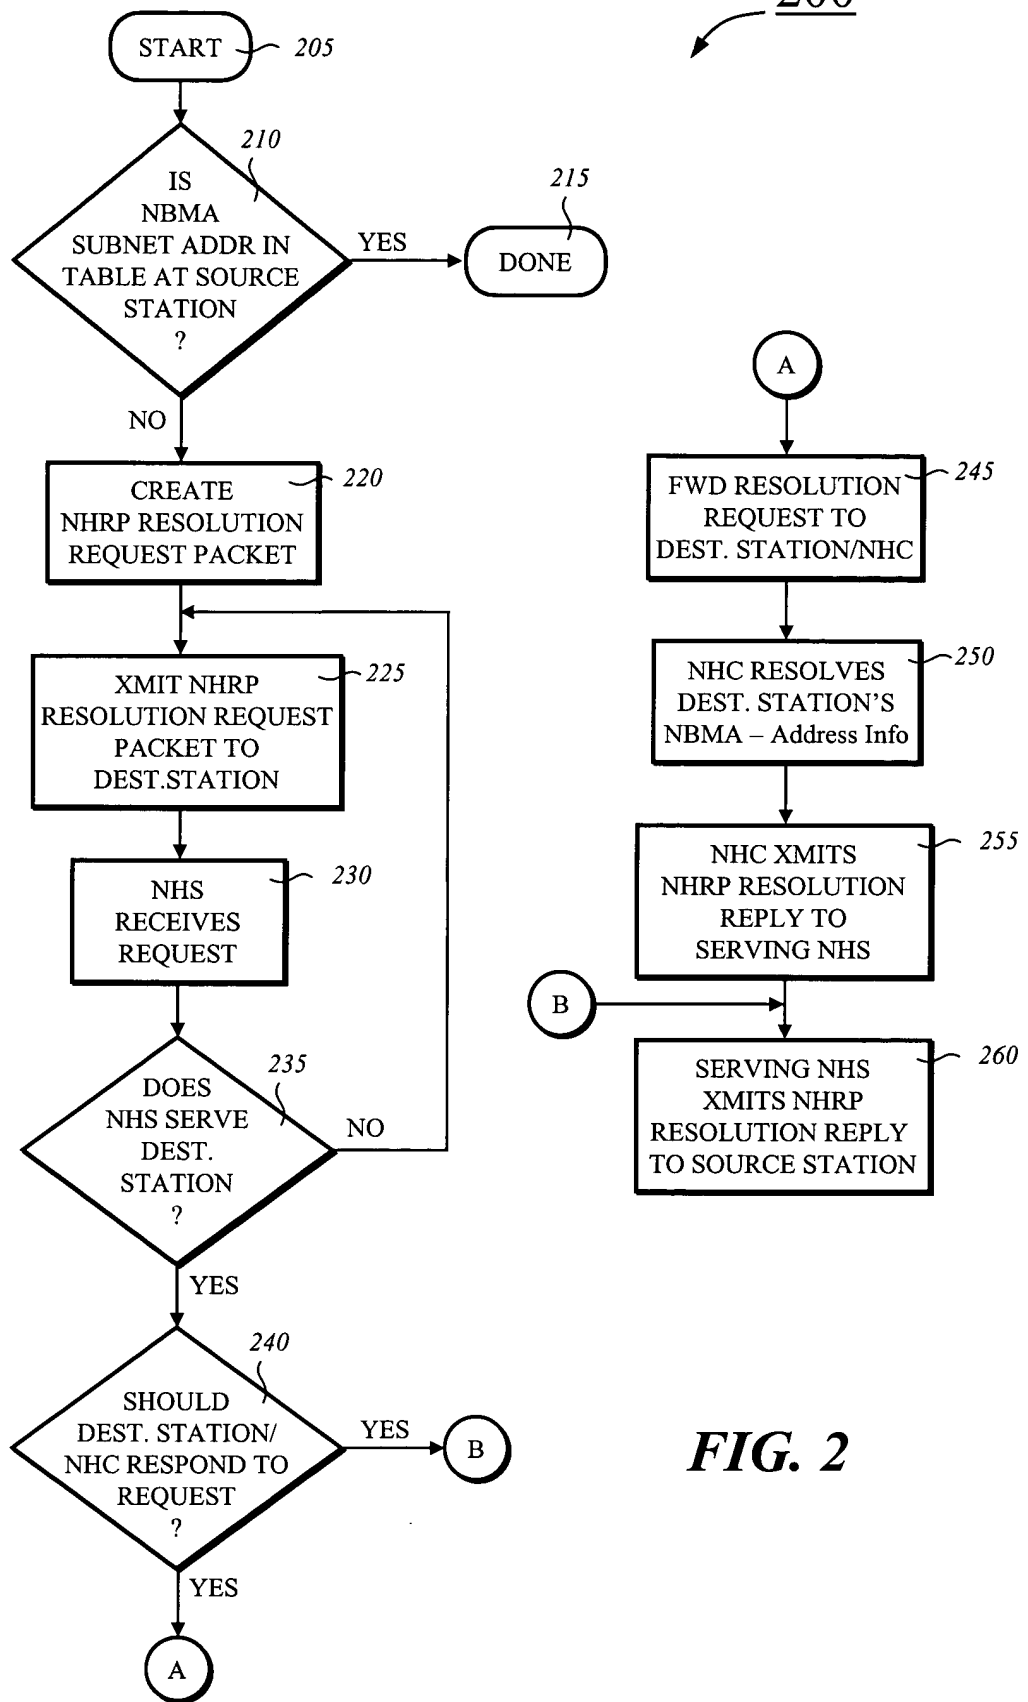 200
START
205
210
IS
NBMA
SUBNET ADDR IN
TABLE AT SOURCE
STATION
?
YES
215
DONE
NO
CREATE
NHRP RESOLUTION
REQUEST PACKET
220
XMIT NHRP
RESOLUTION REQUEST
PACKET TO
DEST.STATION
225
NHS
RECEIVES
REQUEST
230
235
DOES
NHS SERVE
DEST.
STATION
?
NO
YES
240
SHOULD
DEST. STATION/
NHC RESPOND TO
REQUEST
?
YES
B
YES
A
A
FWD RESOLUTION
REQUEST TO
DEST. STATION/NHC
245
NHC RESOLVES
DEST. STATION'S
NBMA – Address Info
250
NHC XMITS
NHRP RESOLUTION
REPLY TO
SERVING NHS
255
B
SERVING NHS
XMITS NHRP
RESOLUTION REPLY
TO SOURCE STATION
260
FIG. 2